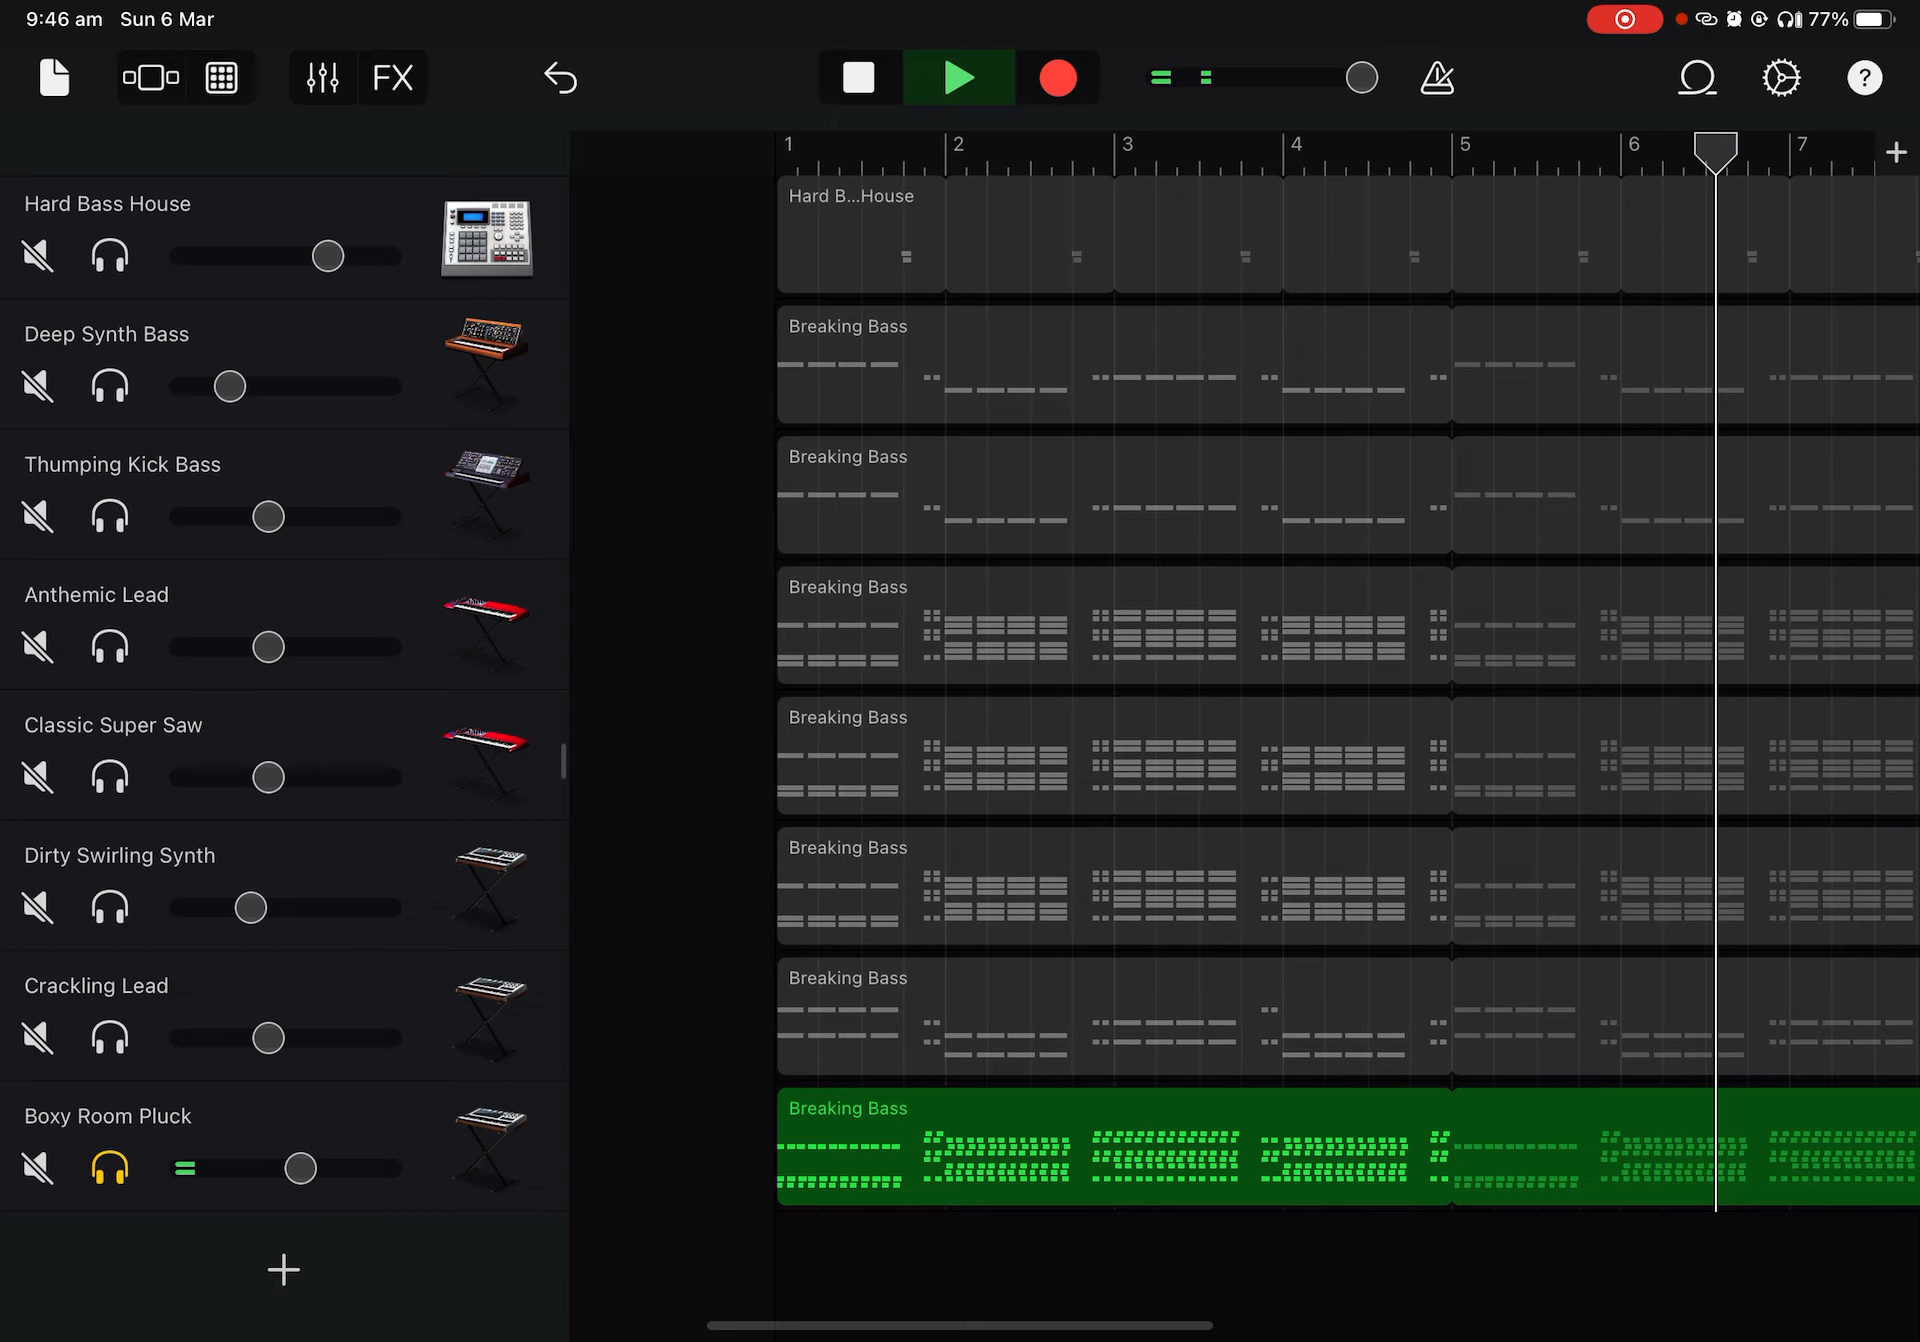 9:46 am Sun 6 Mar
77%
FX
?
1 2 3 4 5 6 7
Hard Bass House
Hard B...House
Deep Synth Bass
Breaking Bass
Thumping Kick Bass
Breaking Bass
Anthemic Lead
Breaking Bass
Classic Super Saw
Breaking Bass
Dirty Swirling Synth
Breaking Bass
Crackling Lead
Breaking Bass
Boxy Room Pluck
Breaking Bass